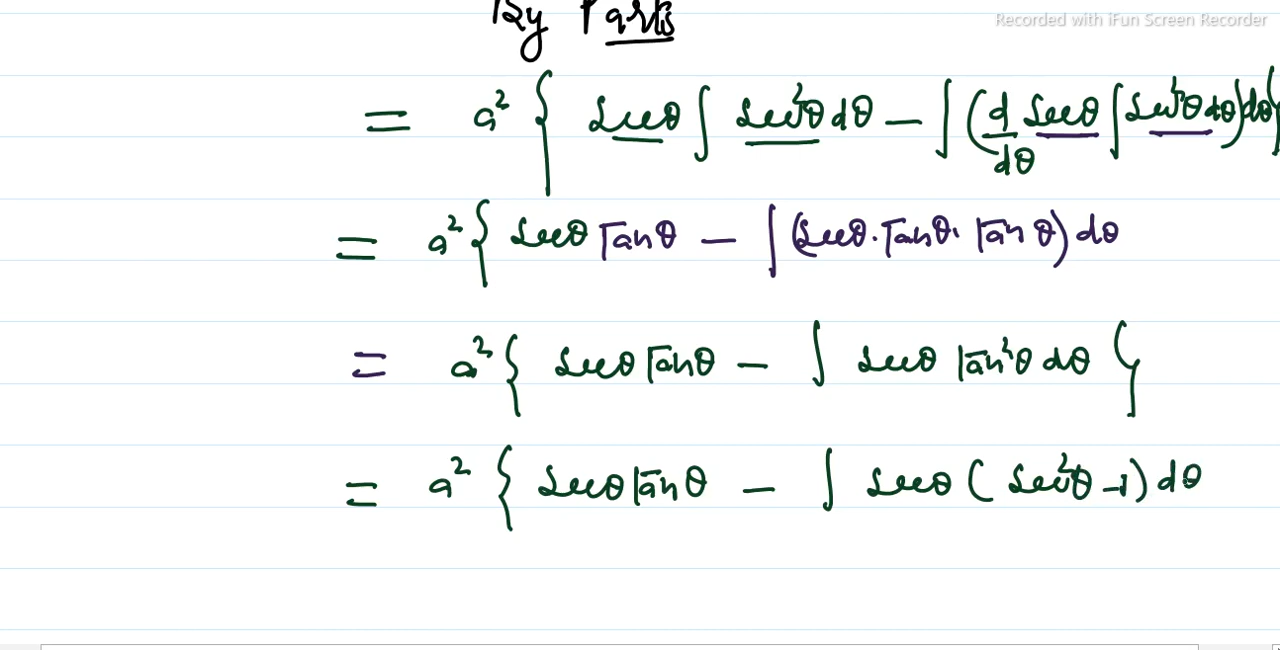 Recorded with iFun Screen Recorder
By Parts
= a² { Secθ ∫ Sec²θ dθ − ∫ (d/dθ Secθ ∫ Sec²θ dθ) dθ }
= a² { Secθ Tanθ − ∫ (Secθ · Tanθ · Tanθ) dθ
= a² { Secθ Tanθ − ∫ Secθ Tan²θ dθ }
= a² { Secθ Tanθ − ∫ Secθ ( Sec²θ −1) dθ